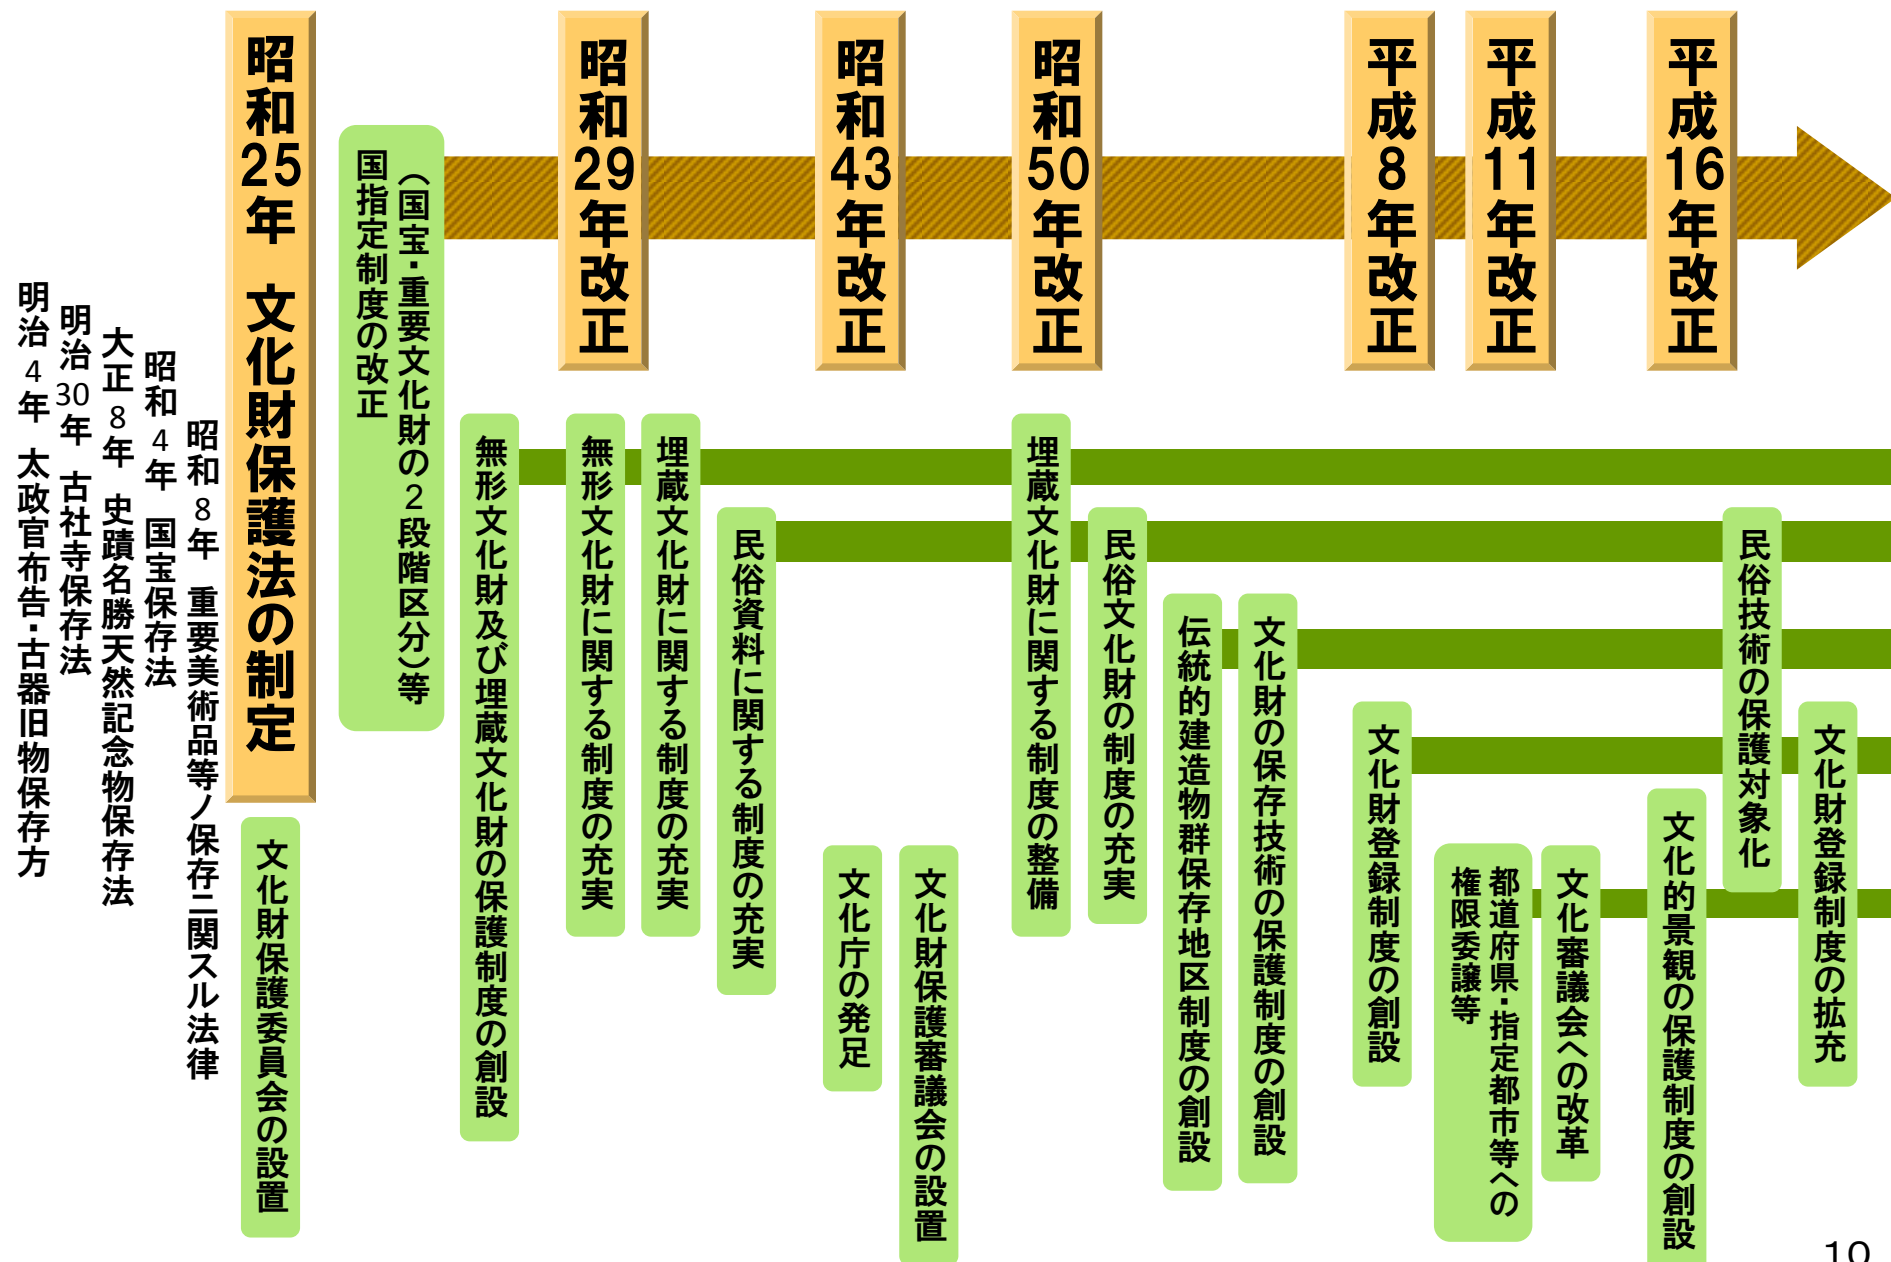 明治4年 太政官布告・古器旧物保存方
明治30年 古社寺保存法
大正8年 史蹟名勝天然記念物保存法
昭和4年 国宝保存法
昭和8年 重要美術品等ノ保存ニ関スル法律
昭和25年 文化財保護法の制定
文化財保護委員会の設置
国指定制度の改正
（国宝・重要文化財の2段階区分）等
無形文化財及び埋蔵文化財の保護制度の創設
昭和29年改正
無形文化財に関する制度の充実
埋蔵文化財に関する制度の充実
民俗資料に関する制度の充実
昭和43年改正
文化庁の発足
文化財保護審議会の設置
昭和50年改正
埋蔵文化財に関する制度の整備
民俗文化財の制度の充実
伝統的建造物群保存地区制度の創設
文化財の保存技術の保護制度の創設
平成8年改正
文化財登録制度の創設
平成11年改正
都道府県・指定都市等への
権限委譲等
文化審議会への改革
平成16年改正
文化的景観の保護制度の創設
民俗技術の保護対象化
文化財登録制度の拡充
10